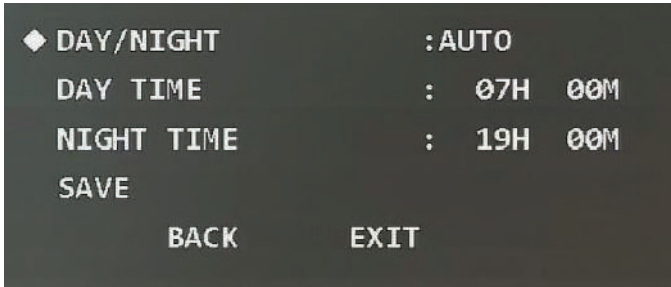 ◆ DAY/NIGHT :AUTO
DAY TIME : 07H 00M
NIGHT TIME : 19H 00M
SAVE
BACK EXIT